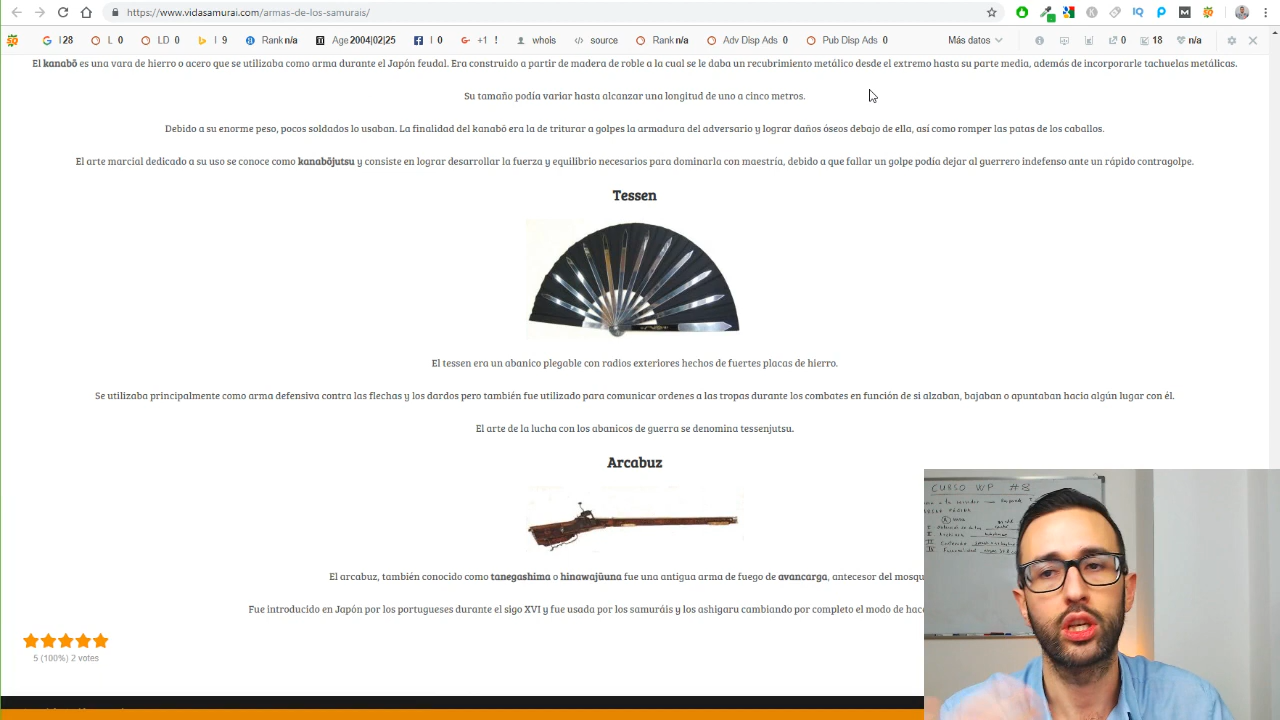 https://www.vidasamurai.com/armas-de-los-samurais/
I 28 L 0 LD 0 I 9 Rank n/a Age 2004|02|25 I 0 +1 ! whois source Rank n/a Adv Disp Ads 0 Pub Disp Ads 0 Más datos 0 18 n/a
El kanabō es una vara de hierro o acero que se utilizaba como arma durante el Japón feudal. Era construido a partir de madera de roble a la cual se le daba un recubrimiento metálico desde el extremo hasta su parte media, además de incorporarle tachuelas metálicas.
Su tamaño podía variar hasta alcanzar una longitud de uno a cinco metros.
Debido a su enorme peso, pocos soldados lo usaban. La finalidad del kanabō era la de triturar a golpes la armadura del adversario y lograr daños óseos debajo de ella, así como romper las patas de los caballos.
El arte marcial dedicado a su uso se conoce como kanabōjutsu y consiste en lograr desarrollar la fuerza y equilibrio necesarios para dominarla con maestría, debido a que fallar un golpe podía dejar al guerrero indefenso ante un rápido contragolpe.
Tessen
El tessen era un abanico plegable con radios exteriores hechos de fuertes placas de hierro.
Se utilizaba principalmente como arma defensiva contra las flechas y los dardos pero también fue utilizado para comunicar ordenes a las tropas durante los combates en función de si alzaban, bajaban o apuntaban hacia algún lugar con él.
El arte de la lucha con los abanicos de guerra se denomina tessenjutsu.
Arcabuz
El arcabuz, también conocido como tanegashima o hinawajūuna fue una antigua arma de fuego de avancarga, antecesor del mosqu
Fue introducido en Japón por los portugueses durante el sigo XVI y fue usada por los samuráis y los ashigaru cambiando por completo el modo de hac
5 (100%) 2 votes
CURSO WP #8